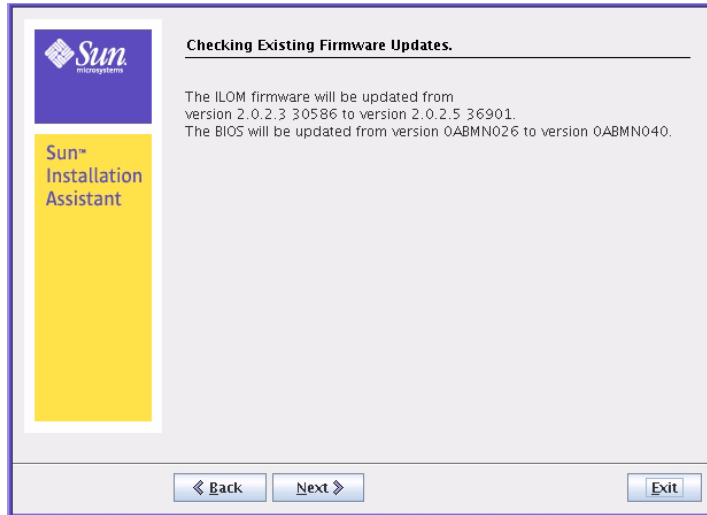 Sun
microsystems
Sun™
Installation
Assistant
Checking Existing Firmware Updates.
The ILOM firmware will be updated from
version 2.0.2.3 30586 to version 2.0.2.5 36901.
The BIOS will be updated from version 0ABMN026 to version 0ABMN040.
Back
Next
Exit